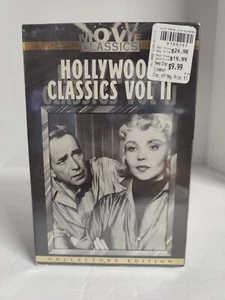 MOVIE
CLASSICS
HOLLYWOOD
CLASSICS VOL II
$24.98
$19.99
$9.99
COLLECTORS EDITION